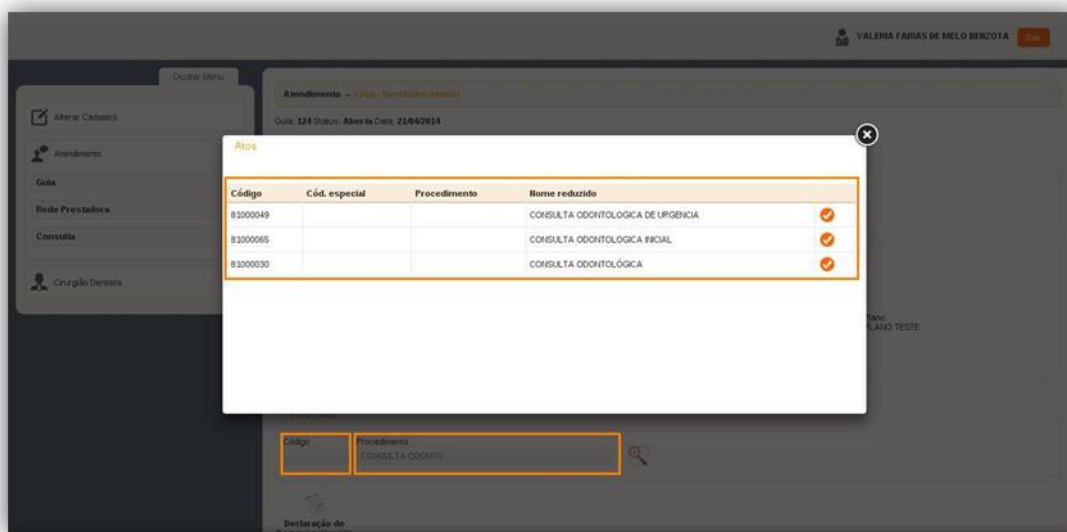 VALERIA FARIAS DE MELO BENZOTA Sair
Ocultar Menu
Alterar Cadastro
Atendimento
Guia
Rede Prestadora
Consulta
Cirurgião Dentista
Atendimento
Guia: 124 Status: Aberta Data: 23/04/2014
Atos
Código Cód. especial Procedimento Nome reduzido
81000049 CONSULTA ODONTOLOGICA DE URGENCIA
81000065 CONSULTA ODONTOLOGICA INICIAL
81000030 CONSULTA ODONTOLÓGICA
Plano
PLANO TESTE
Código Procedimento
CONSULTA ODONTO
Declaração de